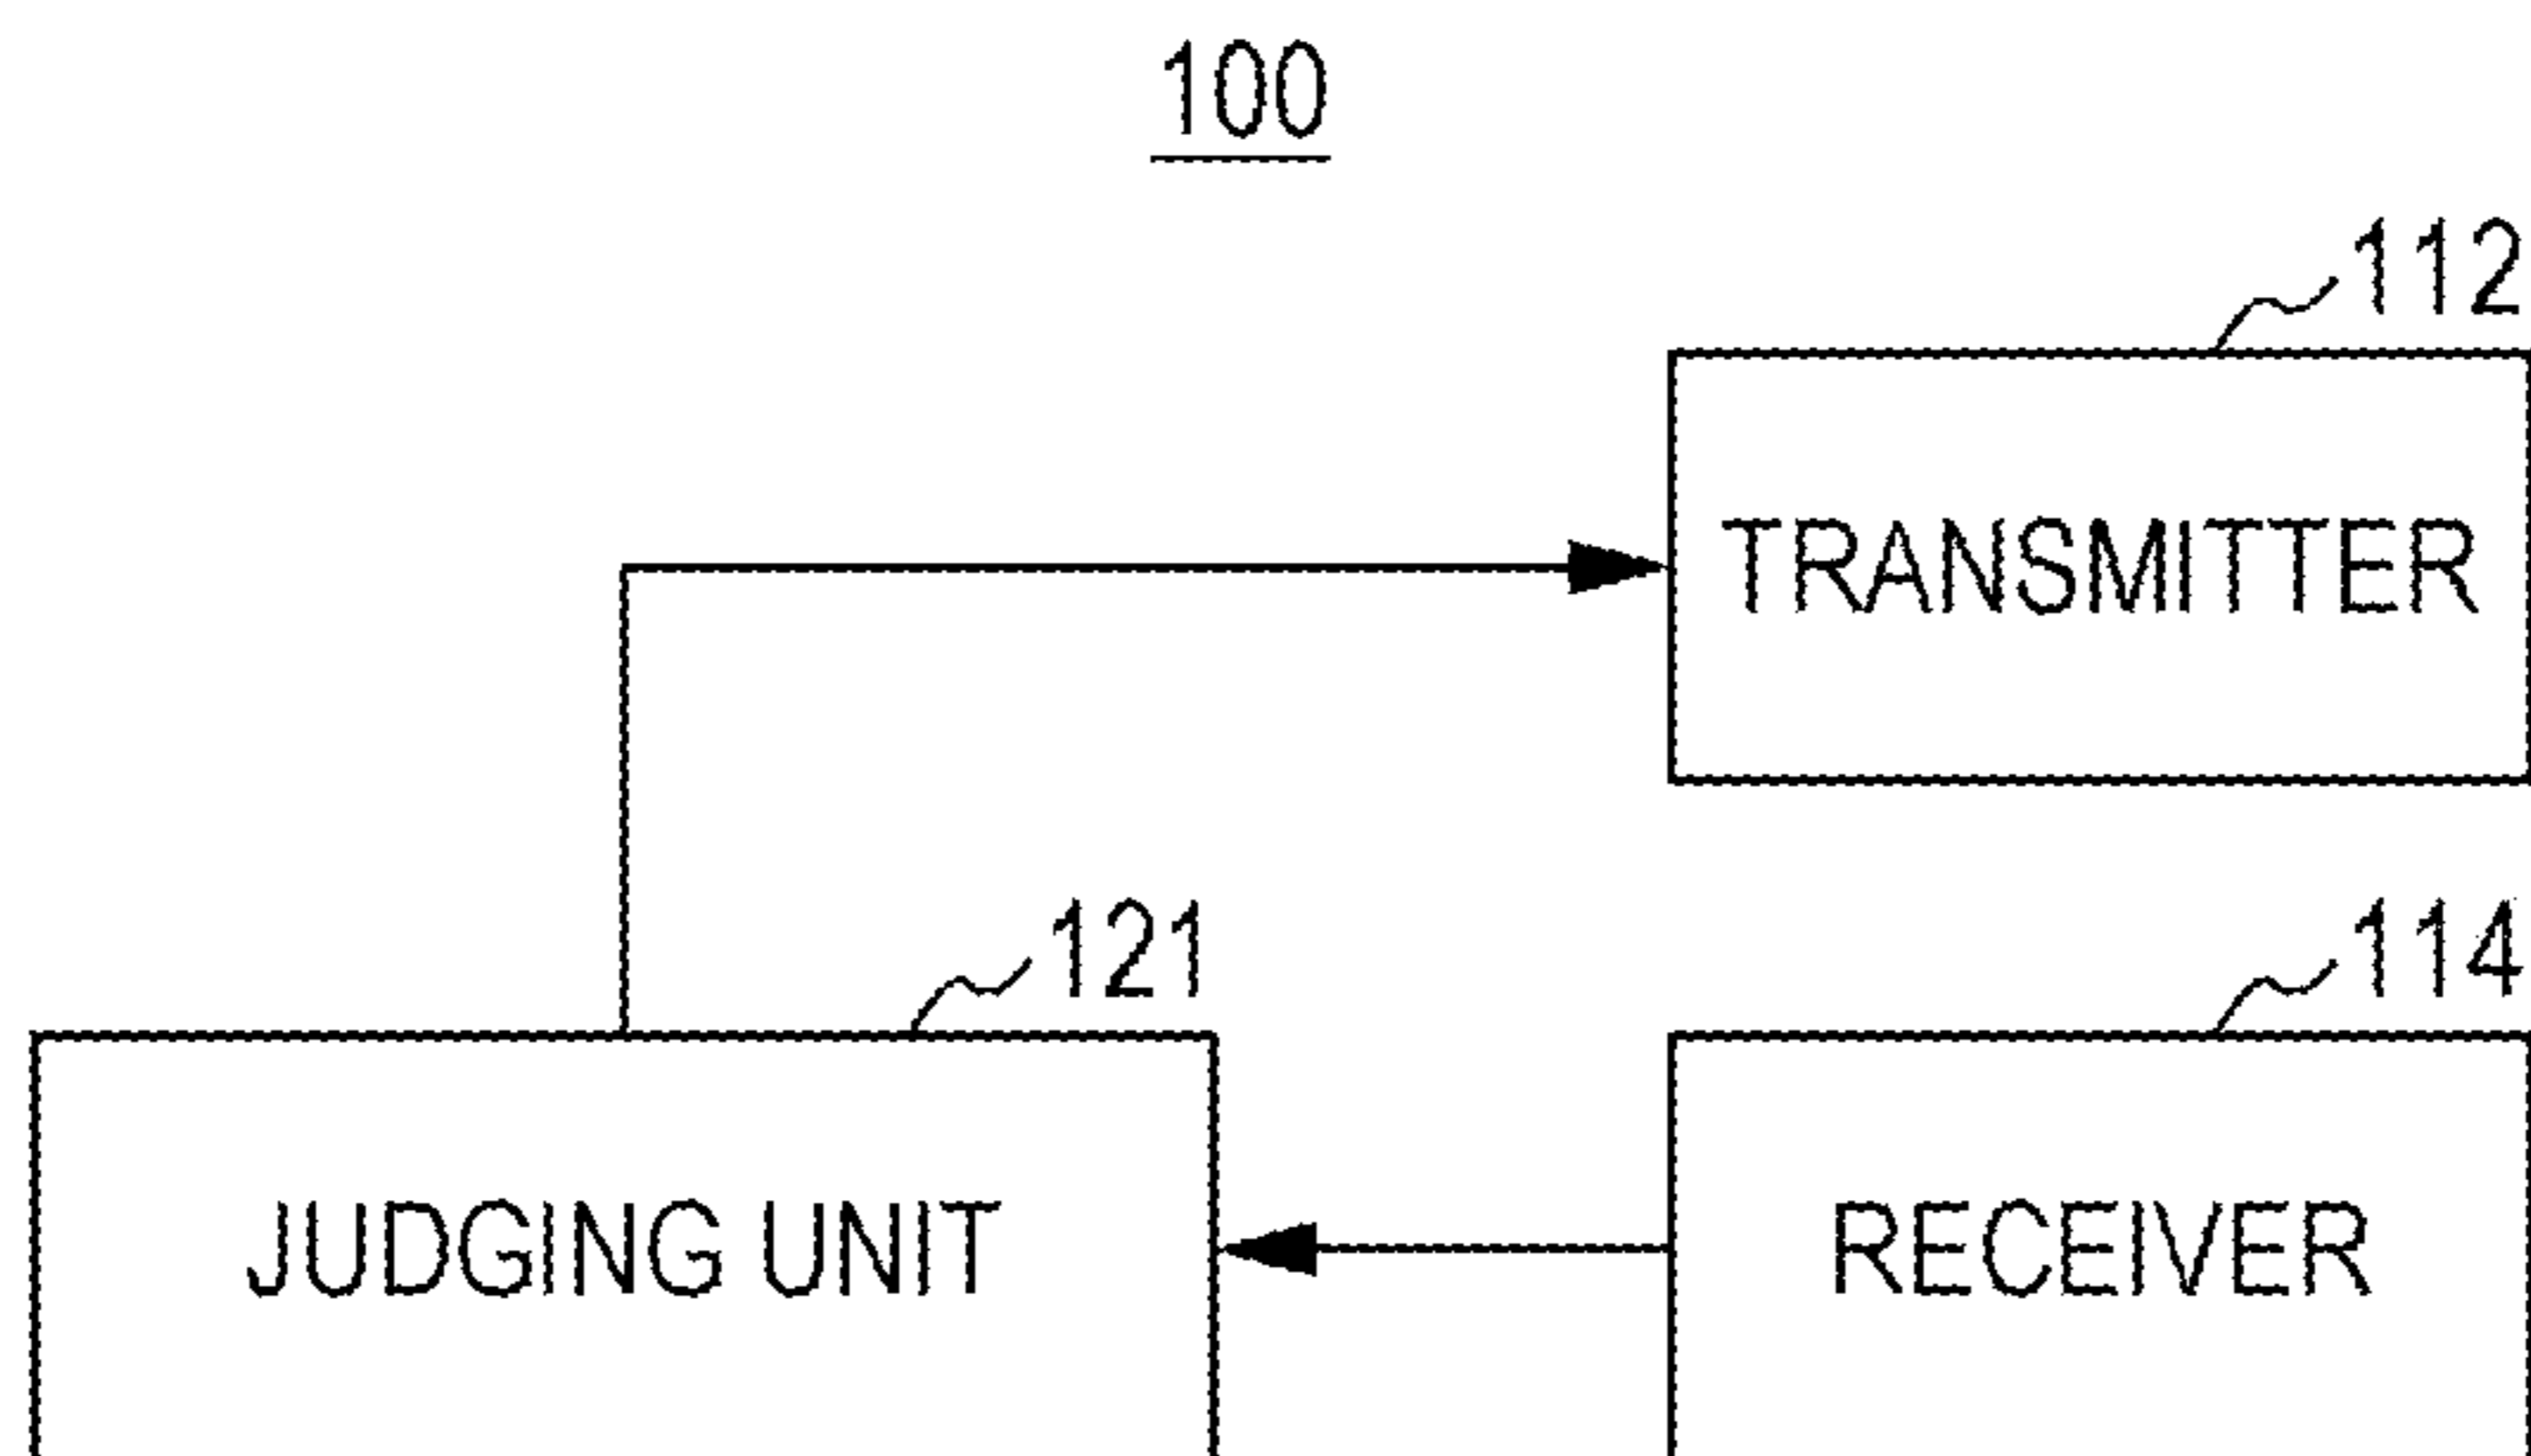 100
112
TRANSMITTER
121
114
JUDGING UNIT
RECEIVER